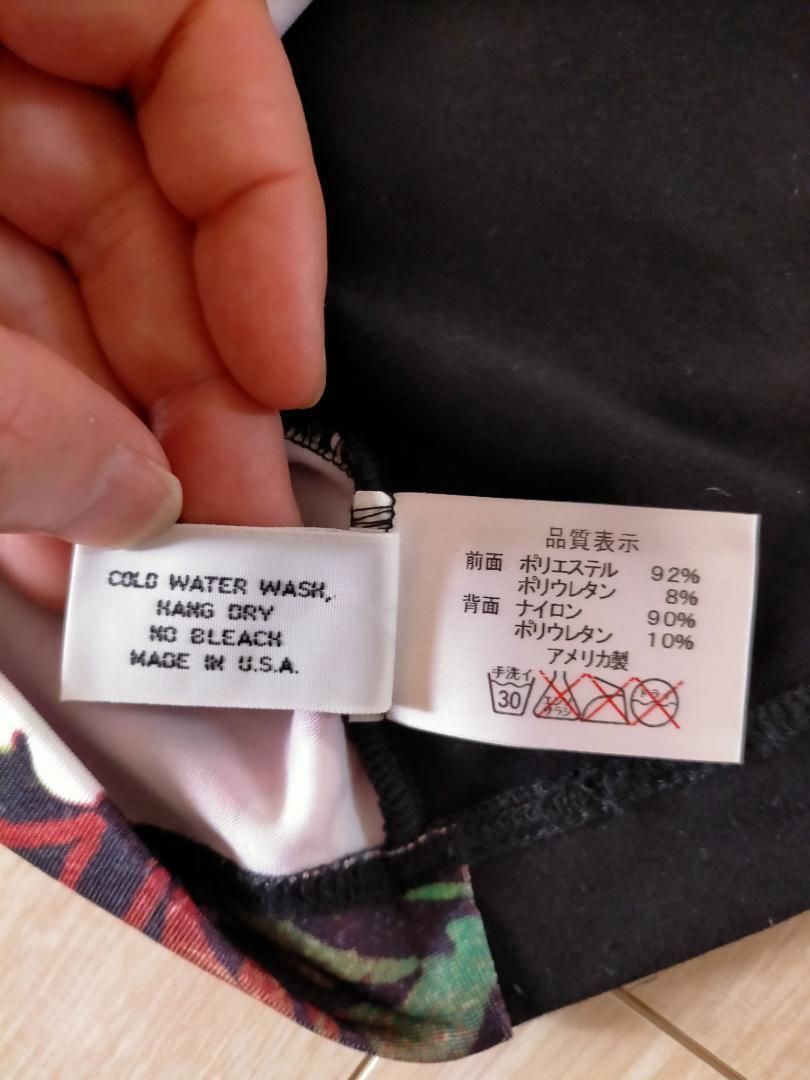 COLD WATER WASH,
HANG DRY
NO BLEACH
MADE IN U.S.A.
品質表示
前面 ポリエステル 92%
ポリウレタン 8%
背面 ナイロン 90%
ポリウレタン 10%
アメリカ製
手洗イ
30